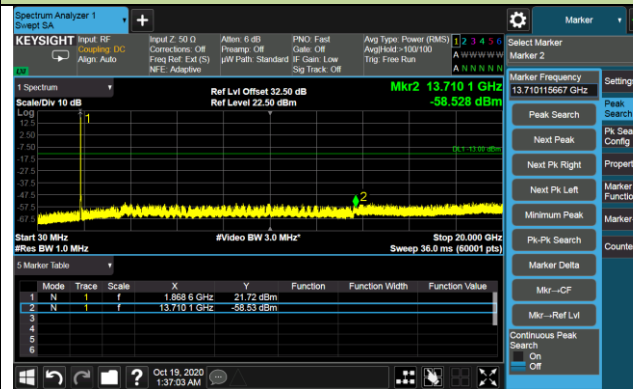 Spectrum Analyzer 1
Swept SA
Marker
KEYSIGHT
Input: RF
Coupling: DC
Align: Auto
Input Z: 50 Ω
Corrections: Off
Freq Ref: Ext (S)
NFE: Adaptive
Atten: 6 dB
Preamp: Off
µW Path: Standard
PNO: Fast
Gate: Off
IF Gain: Low
Sig Track: Off
Avg Type: Power (RMS)
Avg|Hold:>100/100
Trig: Free Run
1 2 3 4 5 6
A W W W W W
A N N N N N
Select Marker
Marker 2
LXI
1 Spectrum
Scale/Div 10 dB
Ref Lvl Offset 32.50 dB
Ref Level 22.50 dBm
Mkr2 13.710 1 GHz
-58.528 dBm
Log
12.5
2.50
-7.50
-17.5
-27.5
-37.5
-47.5
-57.5
-67.5
1
2
DL1 -13.00 dBm
Start 30 MHz
#Res BW 1.0 MHz
#Video BW 3.0 MHz*
Stop 20.000 GHz
Sweep 36.0 ms (60001 pts)
5 Marker Table
Mode Trace Scale X Y Function Function Width Function Value
1 N 1 f 1.868 6 GHz 21.72 dBm
2 N 1 f 13.710 1 GHz -58.53 dBm
3
4
5
6
Marker Frequency
13.710115667 GHz
Peak Search
Next Peak
Next Pk Right
Next Pk Left
Minimum Peak
Pk-Pk Search
Marker Delta
Mkr→CF
Mkr→Ref Lvl
Continuous Peak
Search
On
Off
Peak
Search
Config
Marker
Marker
Oct 19, 2020
1:37:03 AM